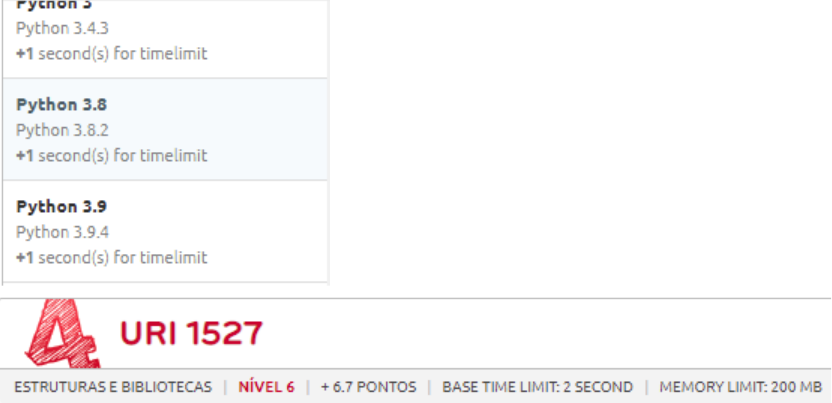 Python 3
Python 3.4.3
+1 second(s) for timelimit
Python 3.8
Python 3.8.2
+1 second(s) for timelimit
Python 3.9
Python 3.9.4
+1 second(s) for timelimit
4 URI 1527
ESTRUTURAS E BIBLIOTECAS | NÍVEL 6 | + 6.7 PONTOS | BASE TIME LIMIT: 2 SECOND | MEMORY LIMIT: 200 MB